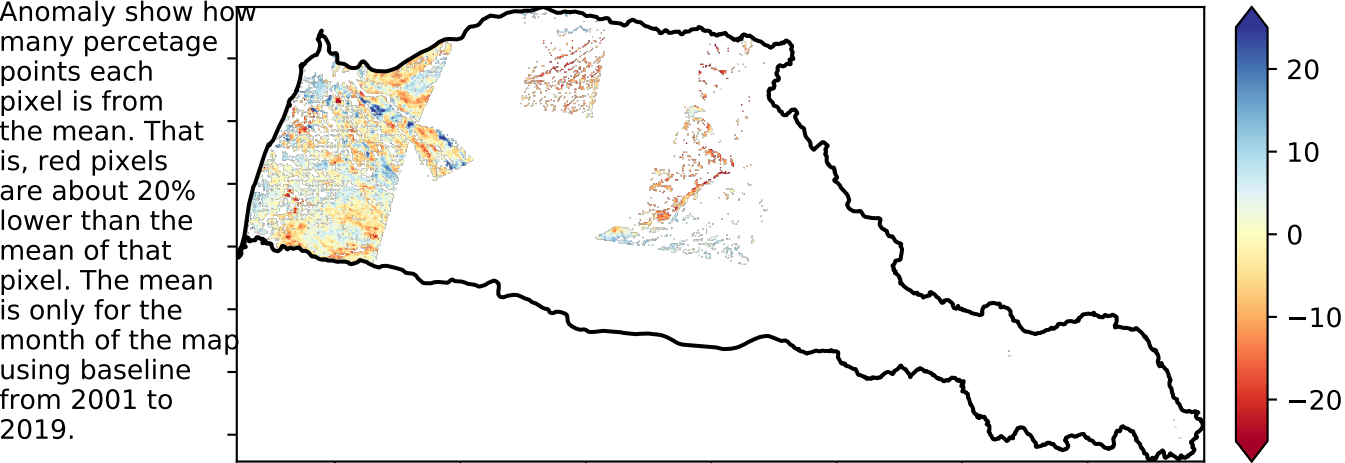 Anomaly show how
many percetage
points each
pixel is from
the mean. That
is, red pixels
are about 20%
lower than the
mean of that
pixel. The mean
is only for the
month of the map
using baseline
from 2001 to
2019.
20
10
0
−10
−20